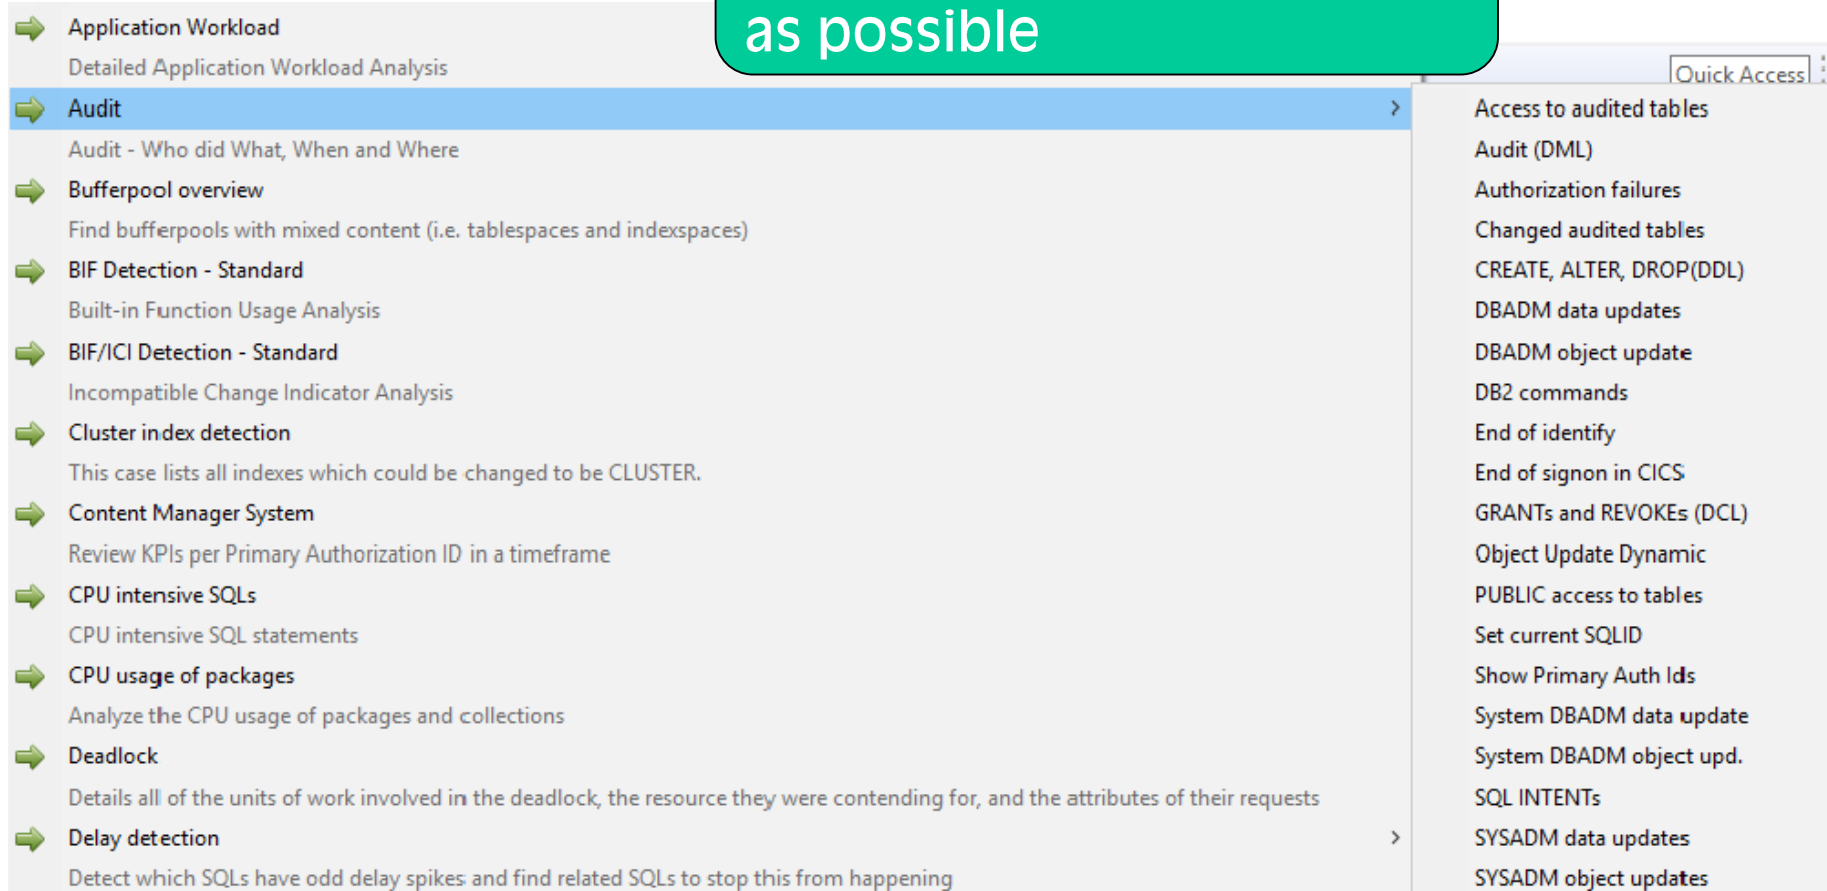 as possible
Quick Access
Application Workload
Detailed Application Workload Analysis
Audit
Audit - Who did What, When and Where
Bufferpool overview
Find bufferpools with mixed content (i.e. tablespaces and indexspaces)
BIF Detection - Standard
Built-in Function Usage Analysis
BIF/ICI Detection - Standard
Incompatible Change Indicator Analysis
Cluster index detection
This case lists all indexes which could be changed to be CLUSTER.
Content Manager System
Review KPIs per Primary Authorization ID in a timeframe
CPU intensive SQLs
CPU intensive SQL statements
CPU usage of packages
Analyze the CPU usage of packages and collections
Deadlock
Details all of the units of work involved in the deadlock, the resource they were contending for, and the attributes of their requests
Delay detection
Detect which SQLs have odd delay spikes and find related SQLs to stop this from happening
Access to audited tables
Audit (DML)
Authorization failures
Changed audited tables
CREATE, ALTER, DROP(DDL)
DBADM data updates
DBADM object update
DB2 commands
End of identify
End of signon in CICS
GRANTs and REVOKEs (DCL)
Object Update Dynamic
PUBLIC access to tables
Set current SQLID
Show Primary Auth Ids
System DBADM data update
System DBADM object upd.
SQL INTENTs
SYSADM data updates
SYSADM object updates